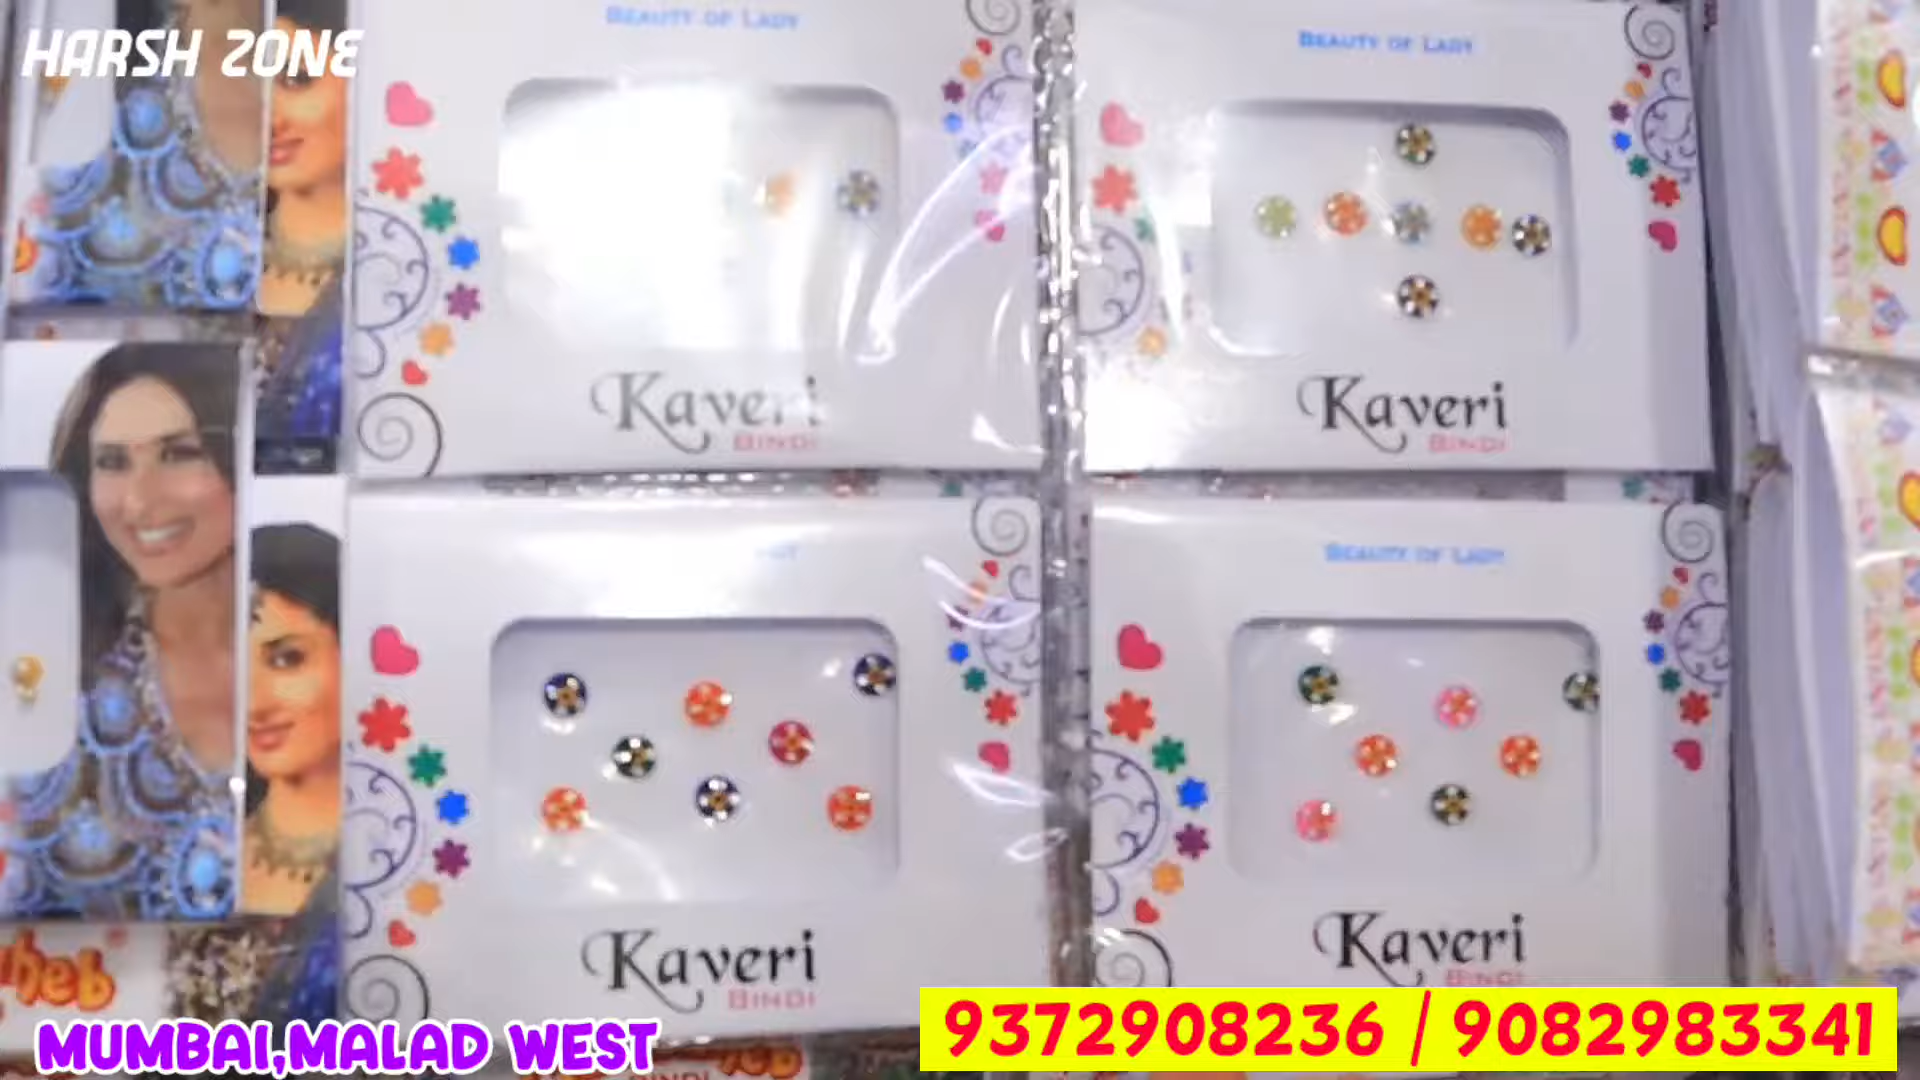 HARSH ZONE
BEAUTY OF LADY
BEAUTY OF LADY
Kaveri
BINDI
Kaveri
BINDI
BEAUTY OF LADY
Kaveri
BINDI
Kaveri
BINDI
MUMBAI,MALAD WEST
9372908236 / 9082983341